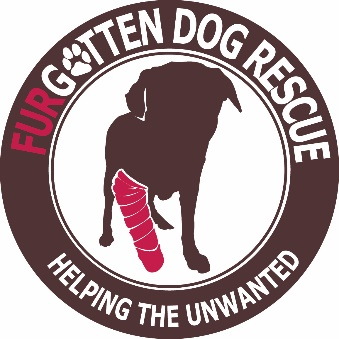 FURGOTTEN DOG RESCUE
HELPING THE UNWANTED